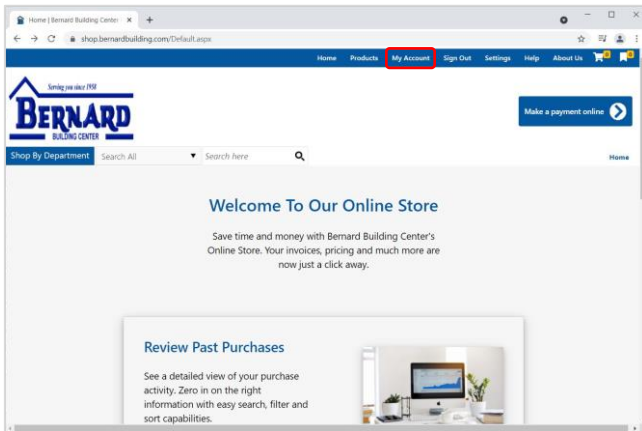 Home | Bernard Building Center
shop.bernardbuilding.com/Default.aspx
Home Products My Account Sign Out Settings Help About Us 0 0
Serving you since 1958
BERNARD
BUILDING CENTER
Make a payment online
Shop By Department Search All Search here
Home
Welcome To Our Online Store
Save time and money with Bernard Building Center's
Online Store. Your invoices, pricing and much more are
now just a click away.
Review Past Purchases
See a detailed view of your purchase
activity. Zero in on the right
information with easy search, filter and
sort capabilities.